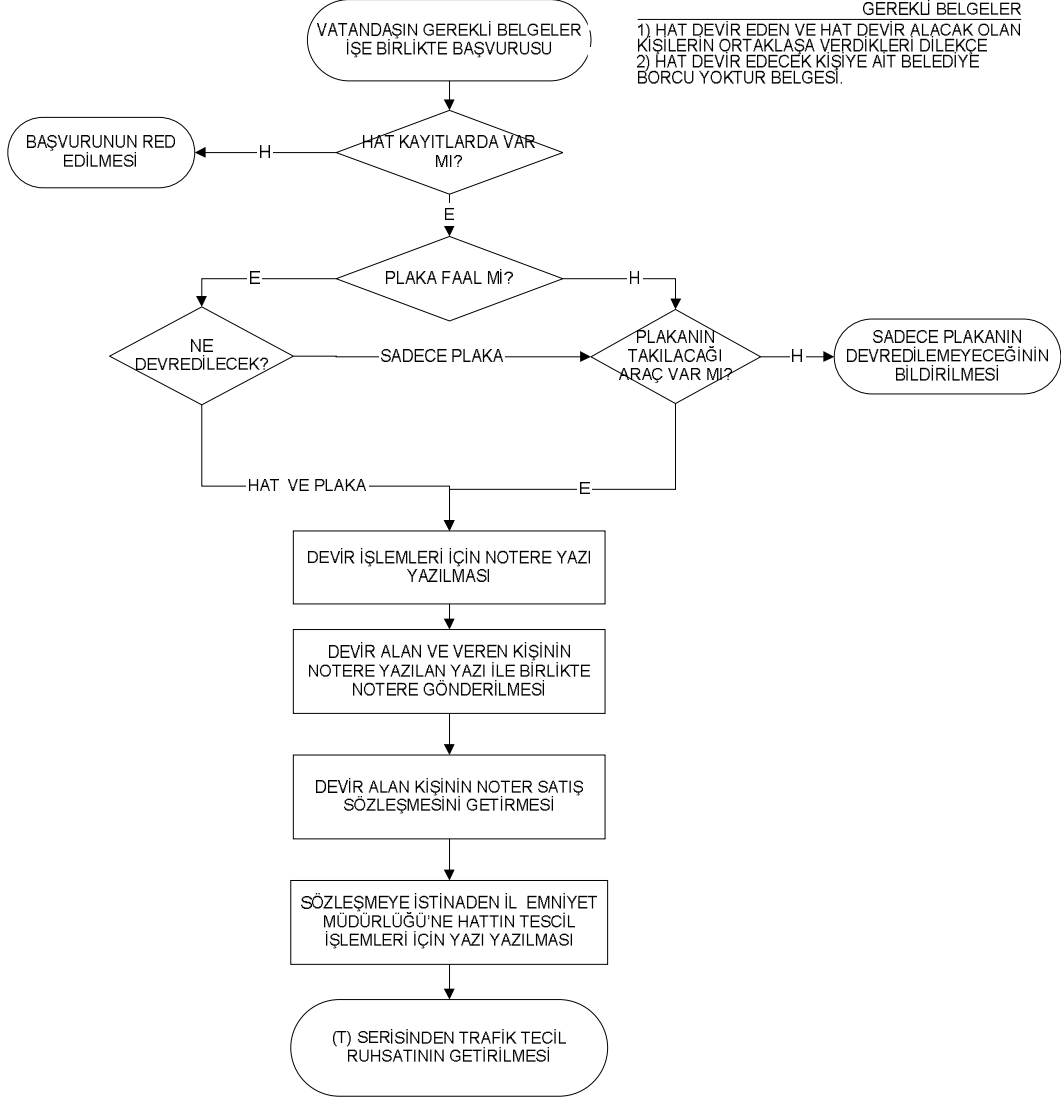 VATANDAŞIN GEREKLİ BELGELER
İŞE BİRLİKTE BAŞVURUSU
GEREKLİ BELGELER
1) HAT DEVİR EDEN VE HAT DEVİR ALACAK OLAN
KİŞİLERİN ORTAKLAŞA VERDİKLERİ DİLEKÇE
2) HAT DEVİR EDECEK KİŞİYE AİT BELEDİYE
BORCU YOKTUR BELGESİ.
HAT KAYITLARDA VAR
MI?
H
BAŞVURUNUN RED
EDİLMESİ
E
PLAKA FAAL Mİ?
E
H
NE
DEVREDİLECEK?
SADECE PLAKA
PLAKANIN
TAKILACAĞI
ARAÇ VAR MI?
H
SADECE PLAKANIN
DEVREDİLEMEYECEĞİNİN
BİLDİRİLMESİ
HAT VE PLAKA
E
DEVİR İŞLEMLERİ İÇİN NOTERE YAZI
YAZILMASI
DEVİR ALAN VE VEREN KİŞİNİN
NOTERE YAZILAN YAZI İLE BİRLİKTE
NOTERE GÖNDERİLMESİ
DEVİR ALAN KİŞİNİN NOTER SATIŞ
SÖZLEŞMESİNİ GETİRMESİ
SÖZLEŞMEYE İSTİNADEN İL EMNİYET
MÜDÜRLÜĞÜ'NE HATTIN TESCİL
İŞLEMLERİ İÇİN YAZI YAZILMASI
(T) SERİSİNDEN TRAFİK TECİL
RUHSATININ GETİRİLMESİ